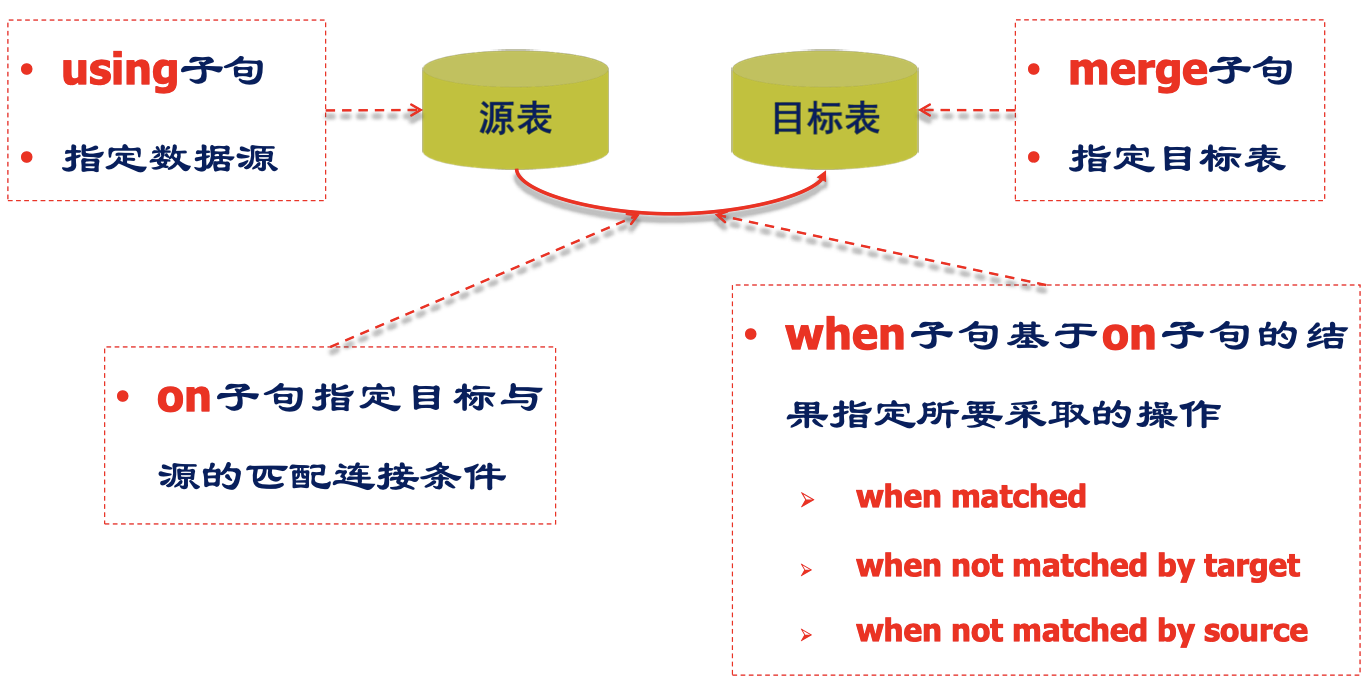 • using子句
• 指定数据源
源表
目标表
• merge子句
• 指定目标表
• on子句指定目标与
源的匹配连接条件
• when子句基于on子句的结
果指定所要采取的操作
➢ when matched
➢ when not matched by target
➢ when not matched by source